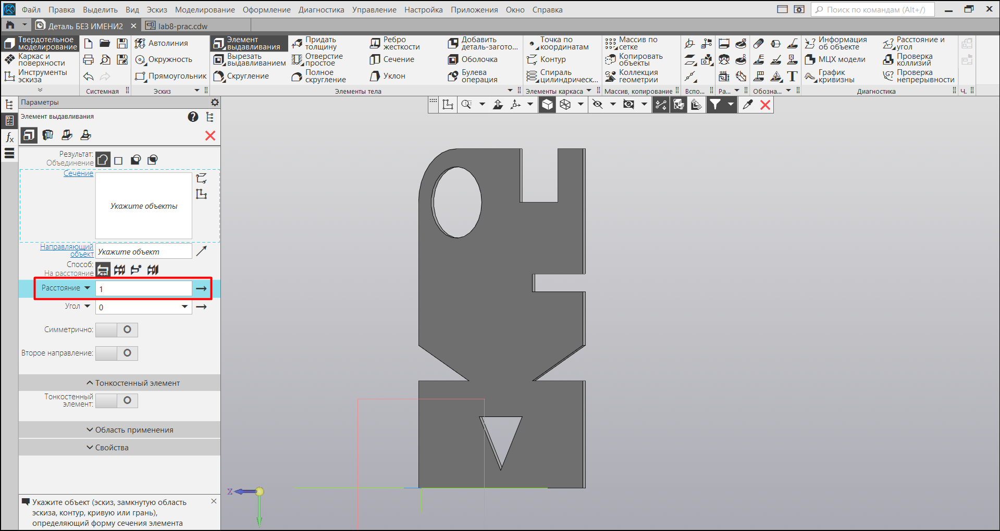 Файл Правка Выделить Вид Эскиз Моделирование Оформление Диагностика Управление Настройка Приложения Окно Справка Поиск по командам (Alt+/)
Деталь БЕЗ ИМЕНИ2 lab8-prac.cdw
Твердотельное моделирование
Каркас и поверхности
Инструменты эскиза
Системная
Автолиния
Окружность
Прямоугольник
Эскиз
Элемент выдавливания
Вырезать выдавливанием
Скругление
Придать толщину
Отверстие простое
Полное скругление
Ребро жесткости
Сечение
Уклон
Добавить деталь-загото...
Оболочка
Булева операция
Элементы тела
Точка по координатам
Контур
Спираль цилиндрическ...
Элементы каркаса
Массив по сетке
Копировать объекты
Коллекция геометрии
Массив, копирование
Вспо...
Ра...
Обозна...
Информация об объекте
МЦХ модели
График кривизны
Расстояние и угол
Проверка коллизий
Проверка непрерывности
Диагностика
Ч.
Параметры
Элемент выдавливания
Результат:
Объединение
Сечение
Укажите объекты
Направляющий объект
Укажите объект
Способ:
На расстояние
Расстояние 1
Угол 0
Симметрично:
Второе направление:
Тонкостенный элемент
Тонкостенный элемент:
Область применения
Свойства
Укажите объект (эскиз, замкнутую область
эскиза, контур, кривую или грань),
определяющий форму сечения элемента
Z